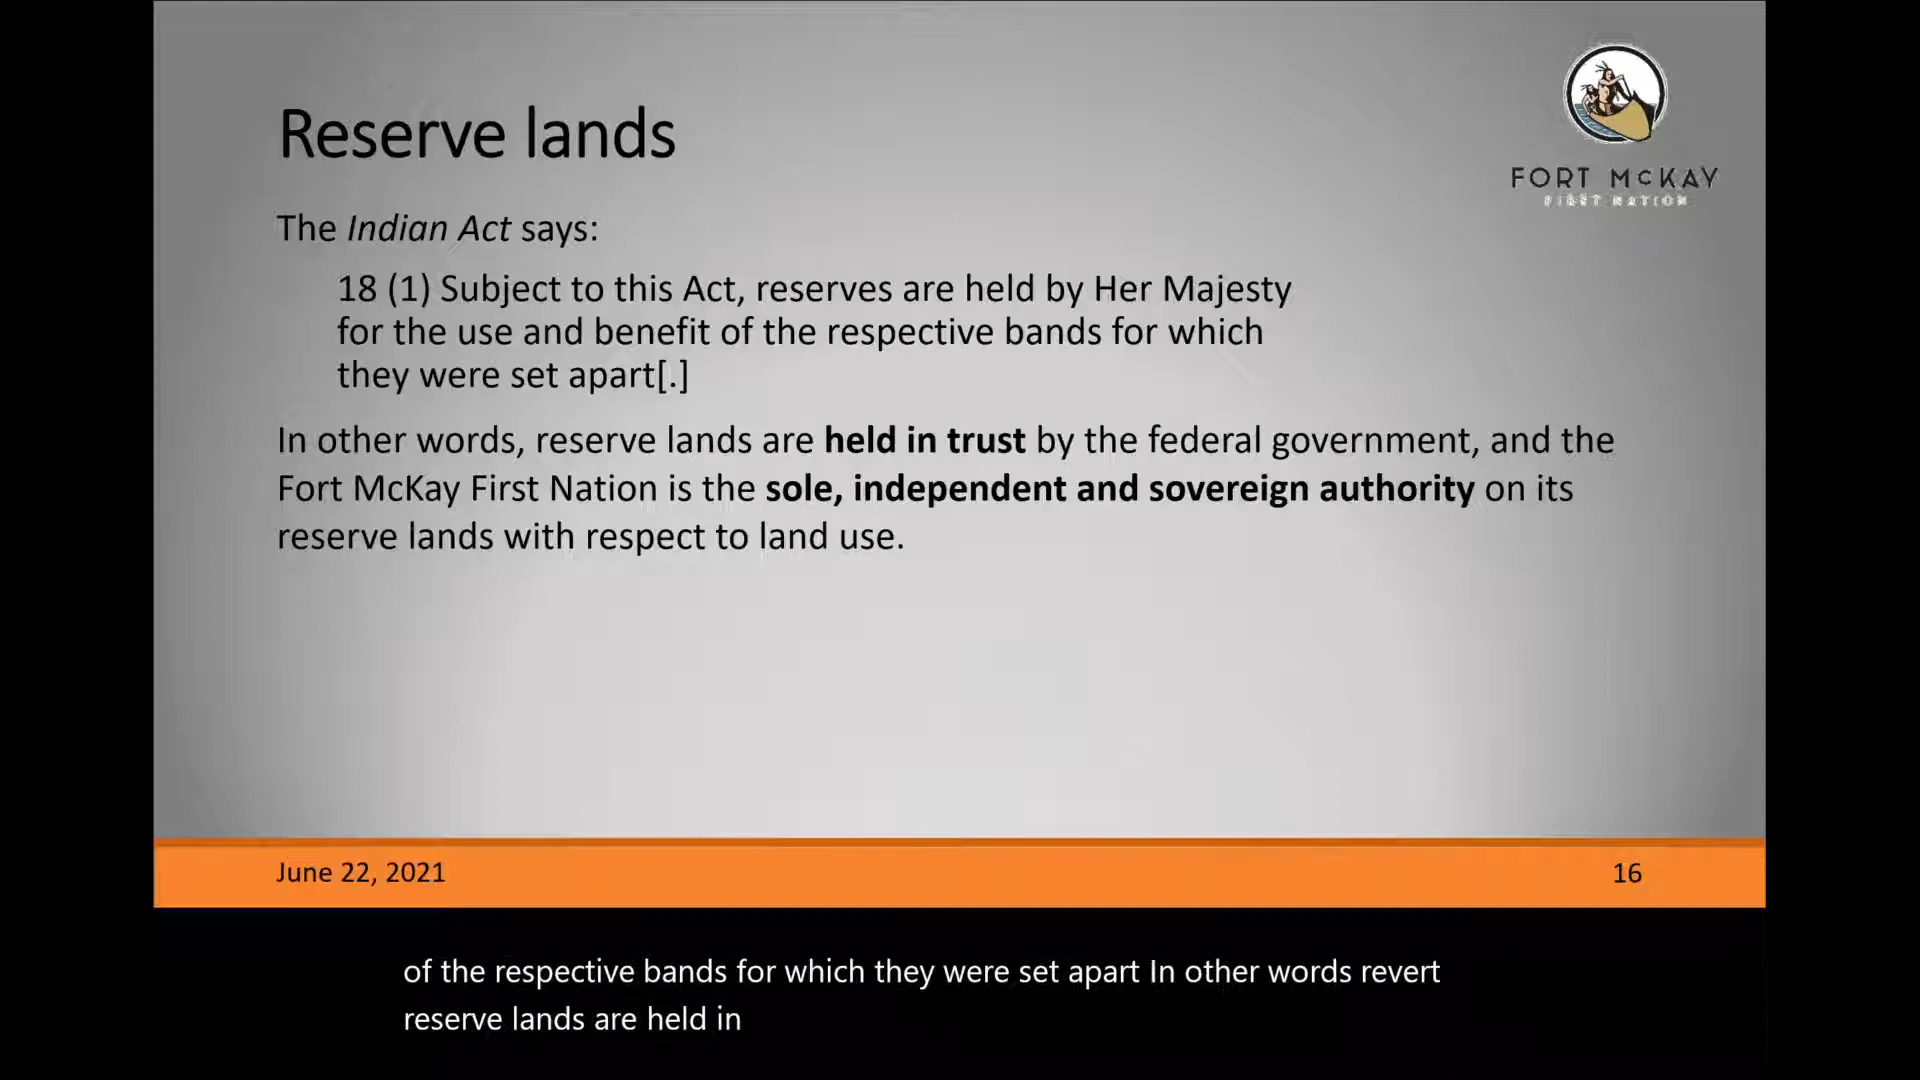 Reserve lands
FORT McKAY
FIRST NATION
The Indian Act says:
18 (1) Subject to this Act, reserves are held by Her Majesty
for the use and benefit of the respective bands for which
they were set apart[.]
In other words, reserve lands are held in trust by the federal government, and the
Fort McKay First Nation is the sole, independent and sovereign authority on its
reserve lands with respect to land use.
June 22, 2021
16
of the respective bands for which they were set apart In other words revert
reserve lands are held in